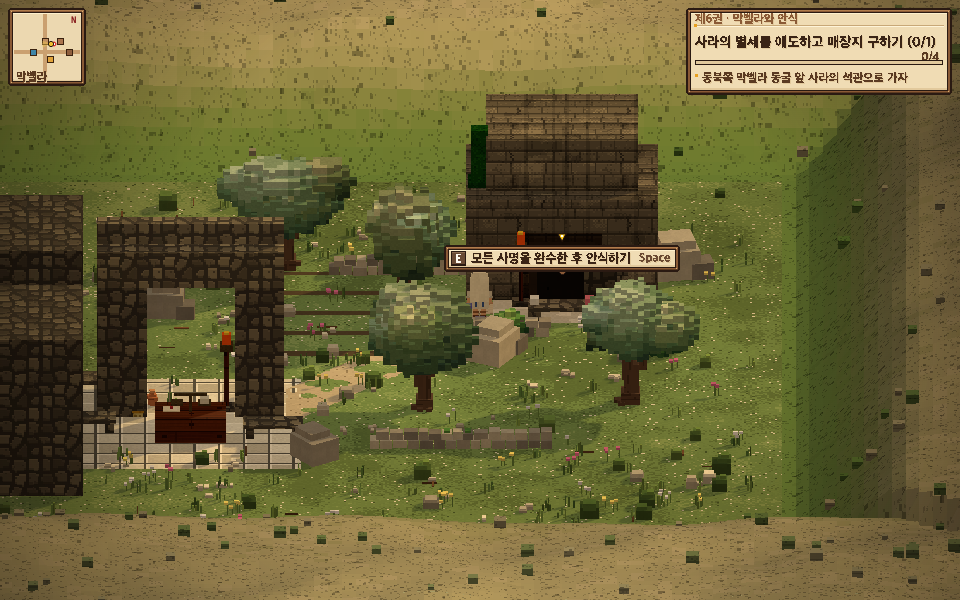 N
막벨라
제6권 · 막벨라와 안식
사라의 별세를 애도하고 매장지 구하기 (0/1)
0/4
동북쪽 막벨라 동굴 앞 사라의 석관으로 가자
E 모든 사명을 완수한 후 안식하기 Space